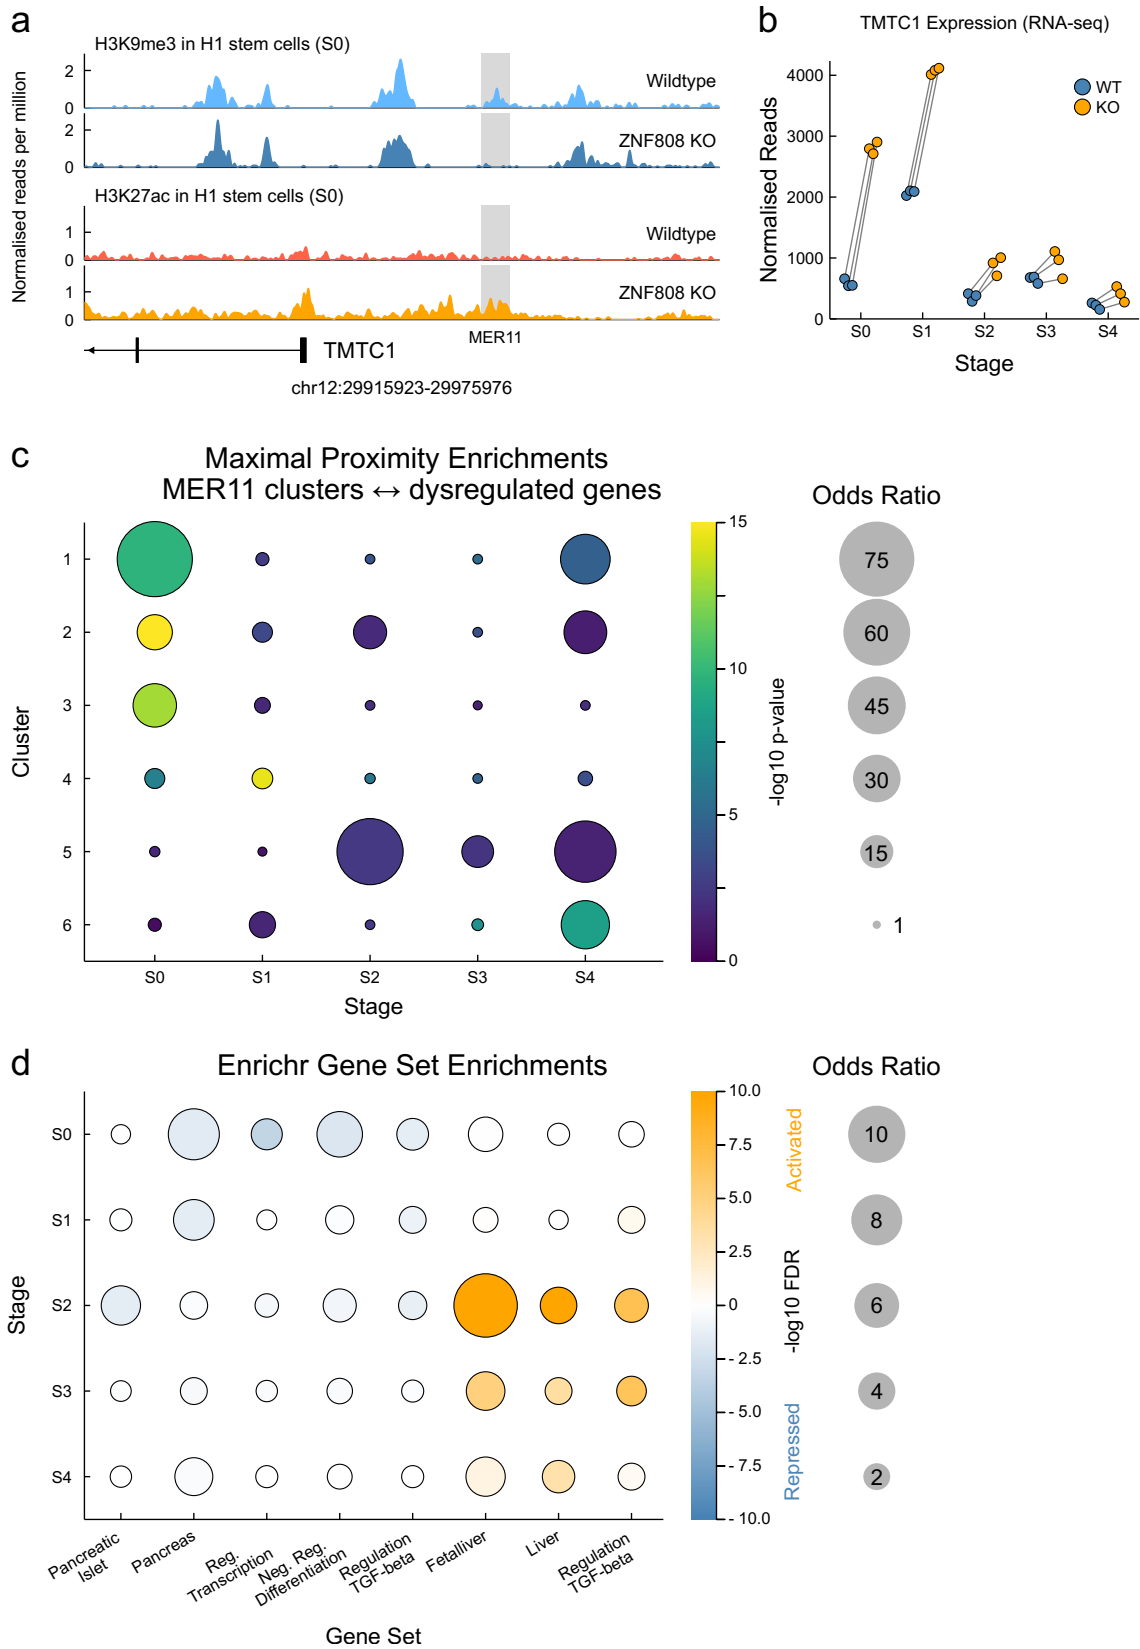 a
H3K9me3 in H1 stem cells (S0)
Normalised reads per million
2
0
Wildtype
2
0
ZNF808 KO
H3K27ac in H1 stem cells (S0)
1
0
Wildtype
1
0
ZNF808 KO
MER11
TMTC1
chr12:29915923-29975976
b
TMTC1 Expression (RNA-seq)
Normalised Reads
4000
3000
2000
1000
0
WT
KO
S0 S1 S2 S3 S4
Stage
c
Maximal Proximity Enrichments
MER11 clusters ↔ dysregulated genes
Cluster
1
2
3
4
5
6
S0 S1 S2 S3 S4
Stage
15
10
5
0
-log10 p-value
Odds Ratio
75
60
45
30
15
1
d
Enrichr Gene Set Enrichments
Stage
S0
S1
S2
S3
S4
Pancreatic
Islet
Pancreas
Reg.
Transcription
Neg. Reg.
Differentiation
Regulation
TGF-beta
Fetalliver
Liver
Regulation
TGF-beta
Gene Set
10.0
7.5
5.0
2.5
0
- 2.5
- 5.0
- 7.5
- 10.0
Activated
-log10 FDR
Repressed
Odds Ratio
10
8
6
4
2